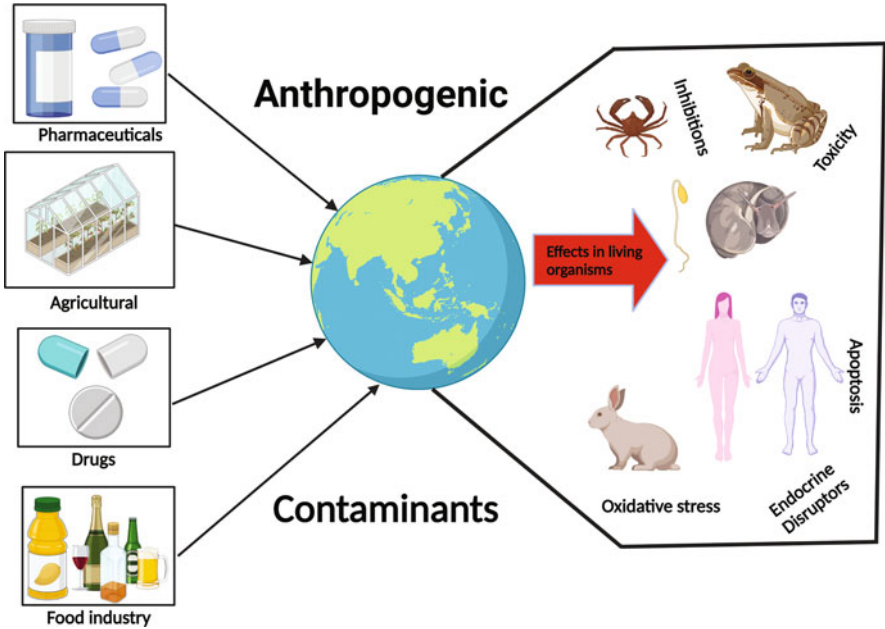 Pharmaceuticals
Agricultural
Drugs
Food industry
Anthropogenic
Contaminants
Effects in living
organisms
Inhibitions
Toxicity
Apoptosis
Oxidative stress
Endocrine
Disruptors